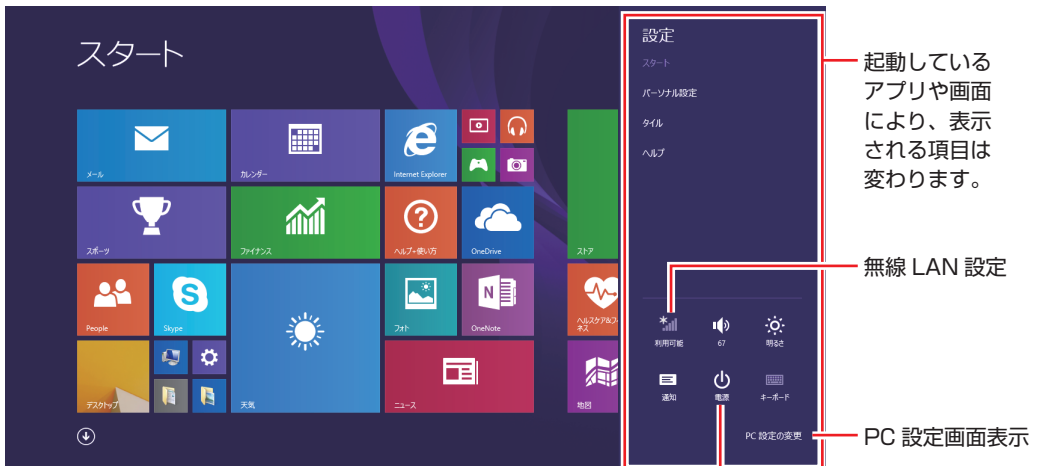 スタート
メール
カレンダー
Internet Explorer
スポーツ
ファイナンス
ヘルプ+使い方
OneDrive
ストア
People
Skype
フォト
OneNote
ヘルスケア&フィットネス
デスクトップ
天気
ニュース
地図
設定
スタート
パーソナル設定
タイル
ヘルプ
利用可能
67
明るさ
通知
電源
キーボード
PC 設定の変更
起動している
アプリや画面
により、表示
される項目は
変わります。
無線 LAN 設定
PC 設定画面表示